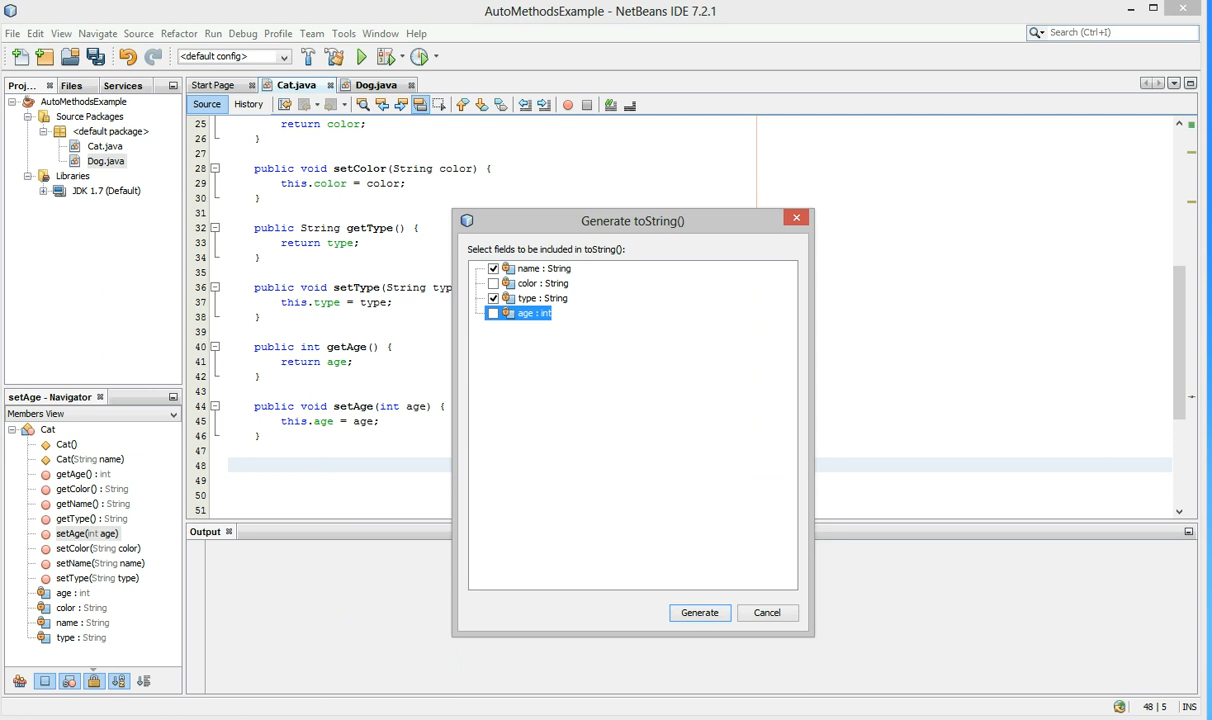 AutoMethodsExample - NetBeans IDE 7.2.1
File Edit View Navigate Source Refactor Run Debug Profile Team Tools Window Help
Search (Ctrl+I)
<default config>
Proj... Files Services
AutoMethodsExample
Source Packages
<default package>
Cat.java
Dog.java
Libraries
JDK 1.7 (Default)
Start Page Cat.java Dog.java
Source History
25 return color;
26 }
27
28 public void setColor(String color) {
29 this.color = color;
30 }
31
32 public String getType() {
33 return type;
34 }
35
36 public void setType(String typ
37 this.type = type;
38 }
39
40 public int getAge() {
41 return age;
42 }
43
44 public void setAge(int age) {
45 this.age = age;
46 }
47
48
49
50
51
Generate toString()
Select fields to be included in toString():
name : String
color : String
type : String
age : int
Generate Cancel
setAge - Navigator
Members View
Cat
Cat()
Cat(String name)
getAge() : int
getColor() : String
getName() : String
getType() : String
setAge(int age)
setColor(String color)
setName(String name)
setType(String type)
age : int
color : String
name : String
type : String
Output
48 | 5 INS